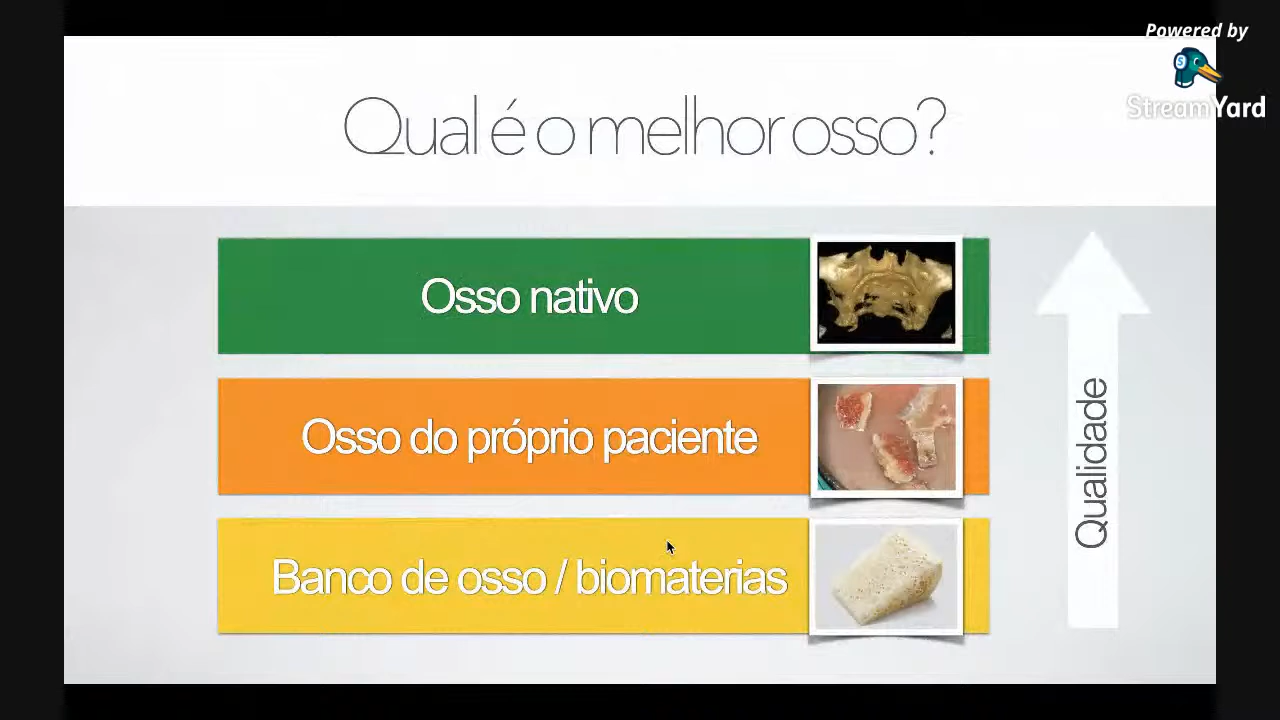 Powered by
StreamYard
Qual é o melhor osso?
Osso nativo
Osso do próprio paciente
Banco de osso / biomaterias
Qualidade